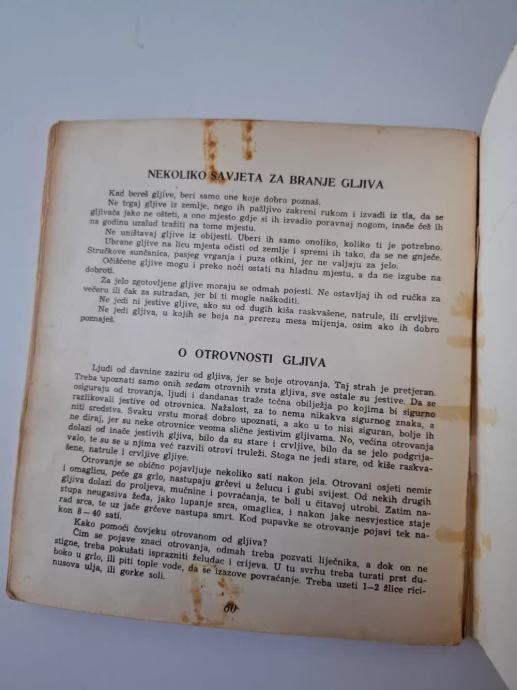 NEKOLIKO SAVJETA ZA BRANJE GLJIVA
Kad bereš gljive, beri samo one koje dobro poznaš.
Ne trgaj gljive iz zemlje, nego ih pažljivo zakreni rukom i izvadi iz tla, da se
gljivača jako ne ošteti, a ono mjesto gdje si ih izvadio poravnaj nogom, inače ćeš ih
na godinu uzalud tražiti na tome mjestu.
Ne uništavaj gljive iz objesti. Uberi ih samo onoliko, koliko ti je potrebno.
Ubrane gljive na licu mjesta očisti od zemlje i spremi ih tako, da se ne gnječe.
Stručkove sunčanica, pasjeg vrganja i puza otkini, jer ne valjaju za jelo.
Očišćene gljive mogu i preko noći ostati na hladnu mjestu, a da ne izgube na
dobroti.
Za jelo zgotovljene gljive moraju se odmah pojesti. Ne ostavljaj ih od ručka za
večeru ili čak za sutradan, jer bi ti mogle naškoditi.
Ne jedi ni jestive gljive, ako su od dugih kiša raskvašene, natrule, ili crvljive.
Ne jedi gljiva, u kojih se boja na prerezu mesa mijenja, osim ako ih dobro
poznaješ.
O OTROVNOSTI GLJIVA
Ljudi od davnine zaziru od gljiva, jer se boje otrovanja. Taj strah je pretjeran.
Treba upoznati samo onih sedam otrovnih vrsta gljiva, sve ostale su jestive. Da se
osiguraju od trovanja, ljudi i dandanas traže točna obilježja po kojima bi sigurno
razlikovali jestive od otrovnica. Nažalost, za to nema nikakva sigurnog znaka, a
niti sredstva. Svaku vrstu moraš dobro upoznati, a ako u to nisi siguran, bolje ih
ne diraj, jer su neke otrovnice veoma slične jestivim gljivama. No, većina otrovanja
dolazi od inače jestivih gljiva, bilo da su stare i crvljive, bilo da se jelo podgrija-
valo, te su se u njima već razvili otrovi truleži. Stoga ne jedi stare, od kiše raskva-
šene, natrule i crvljive gljive.
Otrovanje se obično pojavljuje nekoliko sati nakon jela. Otrovani osjeti nemir
i omaglicu, peče ga grlo, nastupaju grčevi u želucu i gubi svijest. Od nekih drugih
gljiva dolazi do proljeva, mučnine i povraćanja, te boli u čitavoj utrobi. Zatim na-
stupa neugasiva žeđa, jako lupanje srca, omaglica, i nakon jake nesvjestice staje
rad srca, te uz jače grčeve nastupa smrt. Kod pupavke se otrovanje pojavi tek na-
kon 8—40 sati.
Kako pomoći čovjeku otrovanom od gljiva?
Čim se pojave znaci otrovanja, odmah treba pozvati liječnika, a dok on ne
stigne, treba pokušati isprazniti želudac i crijeva. U tu svrhu treba turati prst du-
boko u grlo, ili piti tople vode, da se izazove povraćanje. Treba uzeti 1—2 žlice rici-
nusova ulja, ili gorke soli.
60